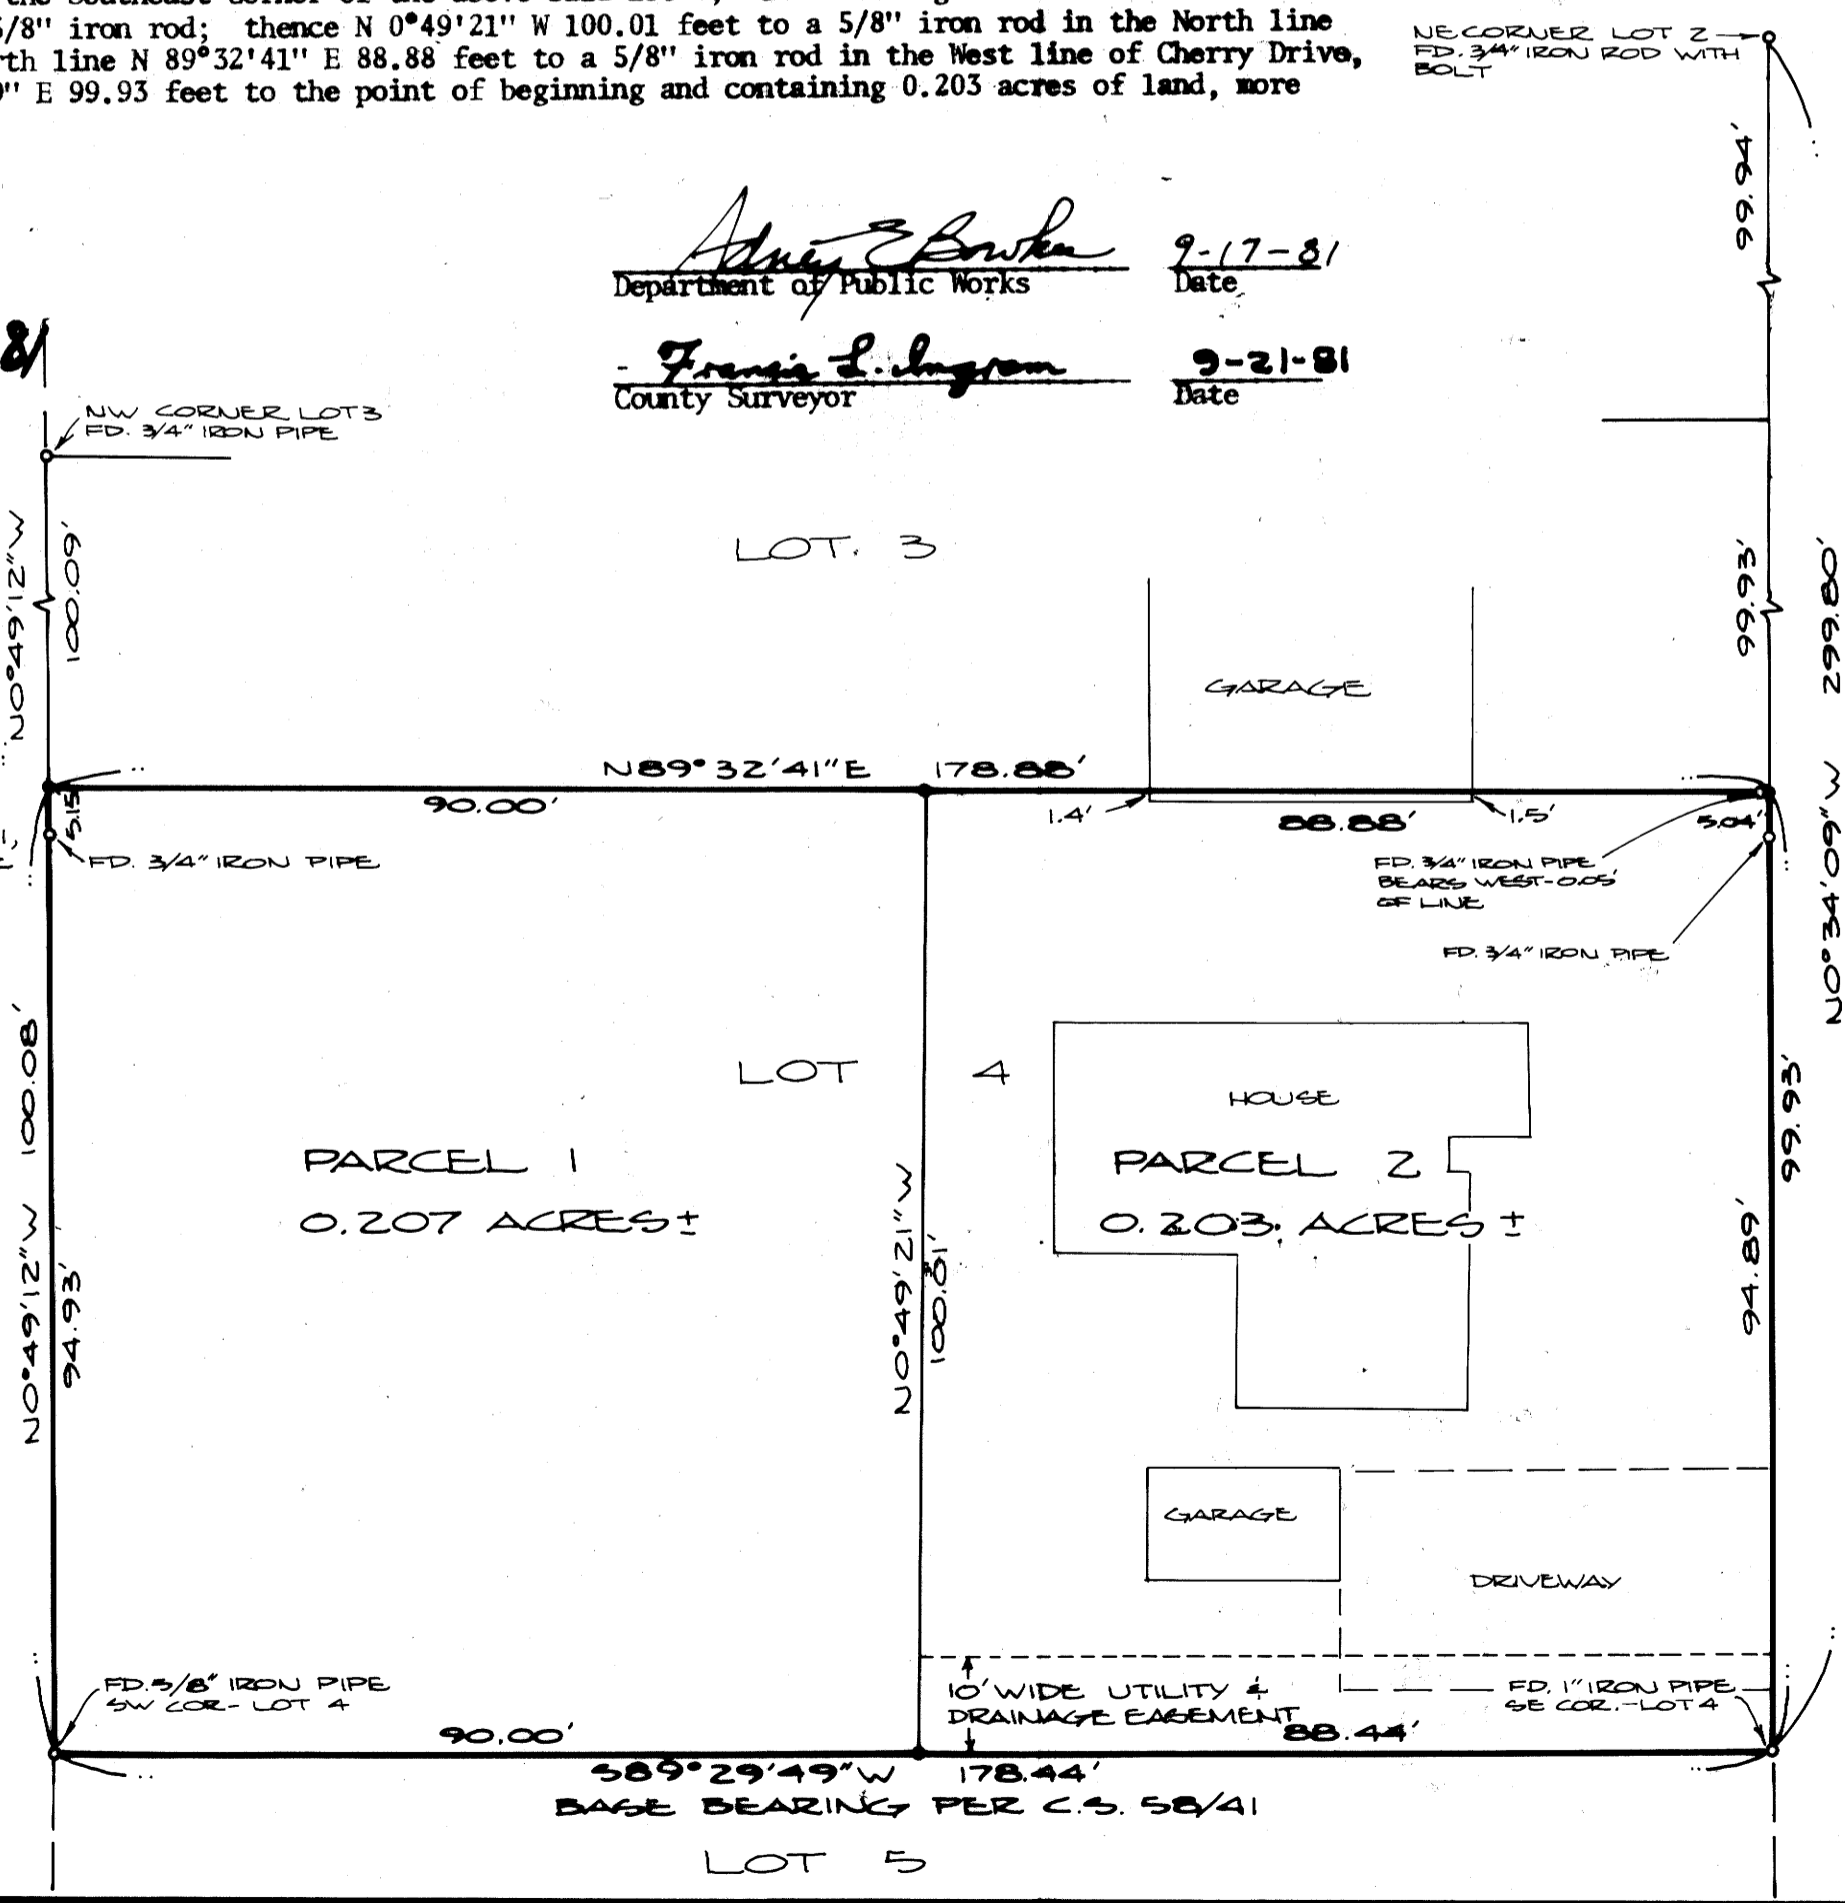 /8" iron rod; thence N 0°49'21" W 100.01 feet to a 5/8" iron rod in the North line
th line N 89°32'41" E 88.88 feet to a 5/8" iron rod in the West line of Cherry Drive,
" E 99.93 feet to the point of beginning and containing 0.203 acres of land, more
NE CORNER LOT 2
FD. 3/4" IRON ROD WITH
BOLT
99.94'
9-17-81
Department of Public Works
Date
81
Francis L. Ingram
9-21-81
County Surveyor
Date
NW CORNER LOT 3
FD. 3/4" IRON PIPE
N0°49'12"W
100.09'
LOT. 3
99.93'
299.80'
GARAGE
N89°32'41"E 178.88'
90.00'
1.4'
88.88'
1.5'
5.15'
5.04'
FD. 3/4" IRON PIPE
FD. 3/4" IRON PIPE
BEARS WEST-0.05'
OF LINE
FD. 3/4" IRON PIPE
N0°34'09"W
LOT 4
HOUSE
N0°49'12"W 100.08'
99.93'
PARCEL 1
0.207 ACRES±
PARCEL 2
0.203 ACRES ±
94.93'
N0°49'21"W
100.01'
94.89'
GARAGE
DRIVEWAY
FD. 5/8" IRON PIPE
SW COR- LOT 4
10' WIDE UTILITY &
DRAINAGE EASEMENT
FD. 1" IRON PIPE
SE COR.-LOT 4
90.00'
88.44'
S89°29'49"W 178.44'
BASE BEARING PER C.S. 58/41
LOT 5